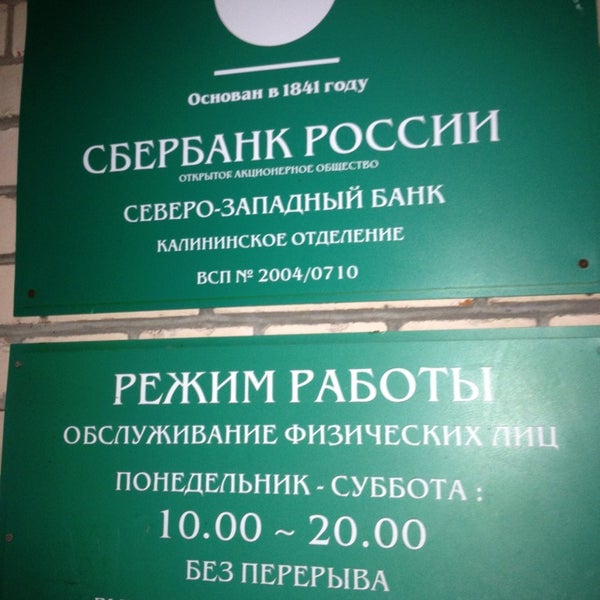 Основан в 1841 году
СБЕРБАНК РОССИИ
ОТКРЫТОЕ АКЦИОНЕРНОЕ ОБЩЕСТВО
СЕВЕРО-ЗАПАДНЫЙ БАНК
КАЛИНИНСКОЕ ОТДЕЛЕНИЕ
ВСП № 2004/0710
РЕЖИМ РАБОТЫ
ОБСЛУЖИВАНИЕ ФИЗИЧЕСКИХ ЛИЦ
ПОНЕДЕЛЬНИК - СУББОТА :
10.00 ~ 20.00
БЕЗ ПЕРЕРЫВА